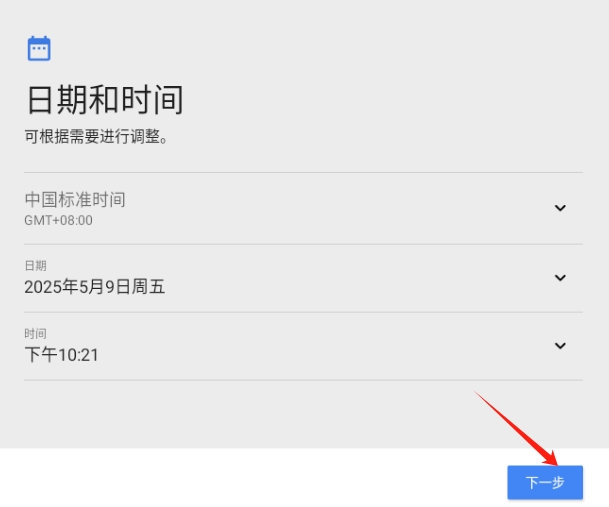 日期和时间
可根据需要进行调整。
中国标准时间
GMT+08:00
日期
2025年5月9日周五
时间
下午10:21
下一步